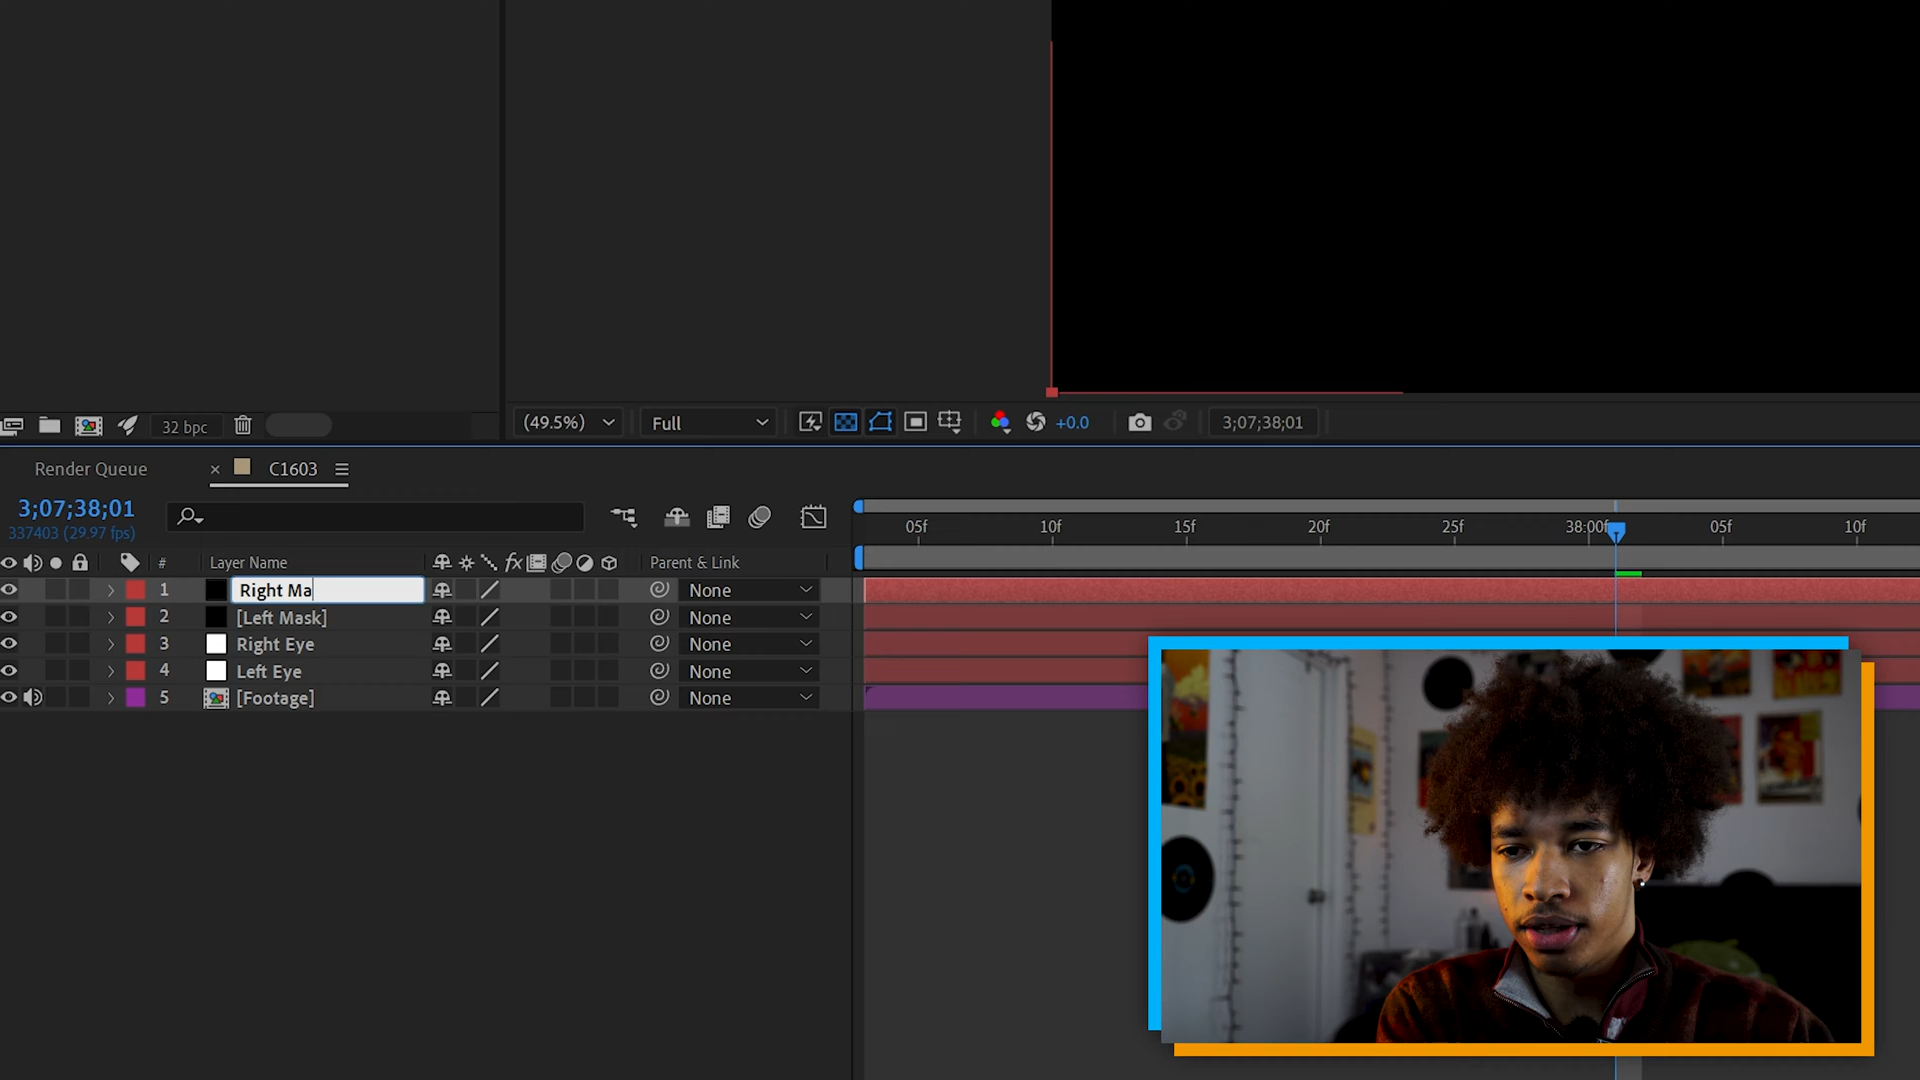 32 bpc
(49.5%)
Full
+0.0
3;07;38;01
Render Queue
× C1603
3;07;38;01
337403 (29.97 fps)
05f 10f 15f 20f 25f 38:00f 05f 10f
# Layer Name fx Parent & Link
1 Right Ma None
2 [Left Mask] None
3 Right Eye None
4 Left Eye None
5 [Footage] None